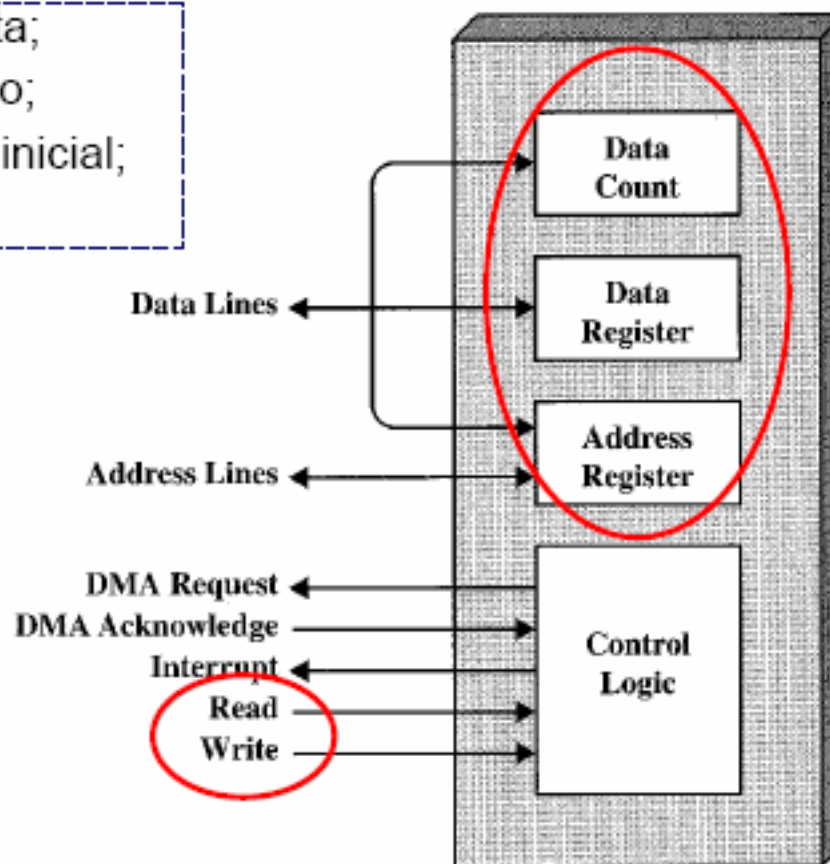 ta;
o;
inicial;
Data
Count
Data Lines
Data
Register
Address Lines
Address
Register
DMA Request
DMA Acknowledge
Interrupt
Read
Write
Control
Logic